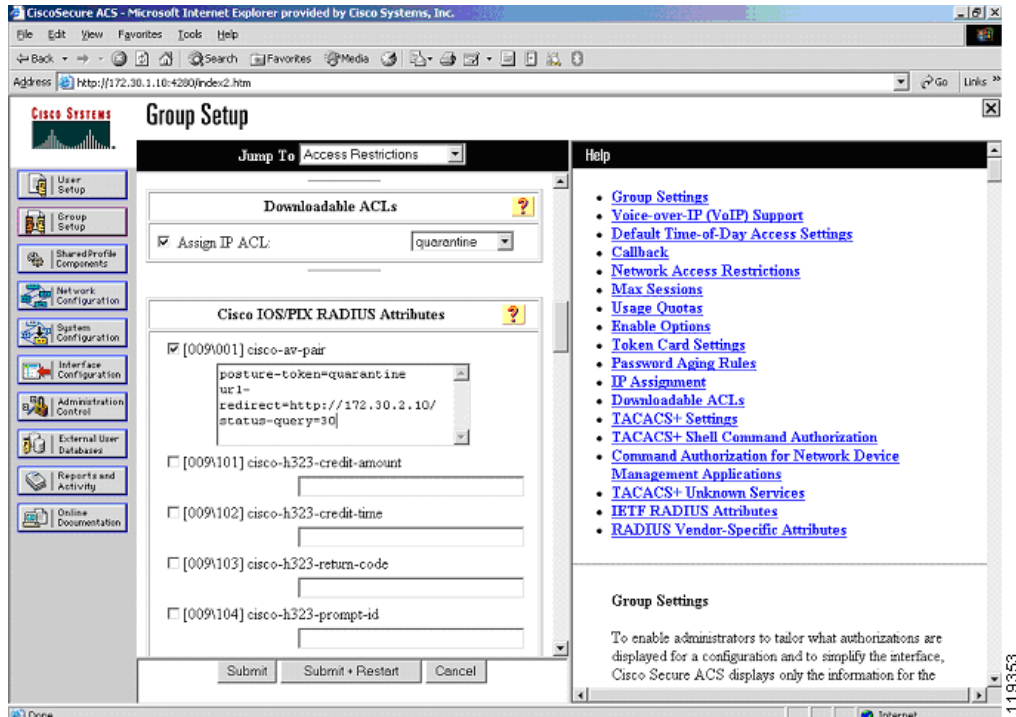 CiscoSecure ACS - Microsoft Internet Explorer provided by Cisco Systems, Inc.
File Edit View Favorites Tools Help
Back Search Favorites Media
Address http://172.30.1.10:4280/index2.htm Go Links »
CISCO SYSTEMS
Group Setup
Jump To Access Restrictions
User Setup
Group Setup
Shared Profile Components
Network Configuration
System Configuration
Interface Configuration
Administration Control
External User Databases
Reports and Activity
Online Documentation
Downloadable ACLs ?
Assign IP ACL: quarantine
Cisco IOS/PIX RADIUS Attributes ?
[009\001] cisco-av-pair
posture-token=quarantine
url-
redirect=http://172.30.2.10/
status-query=30
[009\101] cisco-h323-credit-amount
[009\102] cisco-h323-credit-time
[009\103] cisco-h323-return-code
[009\104] cisco-h323-prompt-id
Submit Submit + Restart Cancel
Help
Group Settings
Voice-over-IP (VoIP) Support
Default Time-of-Day Access Settings
Callback
Network Access Restrictions
Max Sessions
Usage Quotas
Enable Options
Token Card Settings
Password Aging Rules
IP Assignment
Downloadable ACLs
TACACS+ Settings
TACACS+ Shell Command Authorization
Command Authorization for Network Device
Management Applications
TACACS+ Unknown Services
IETF RADIUS Attributes
RADIUS Vendor-Specific Attributes
Group Settings
To enable administrators to tailor what authorizations are
displayed for a configuration and to simplify the interface,
Cisco Secure ACS displays only the information for the
Done Internet
119353